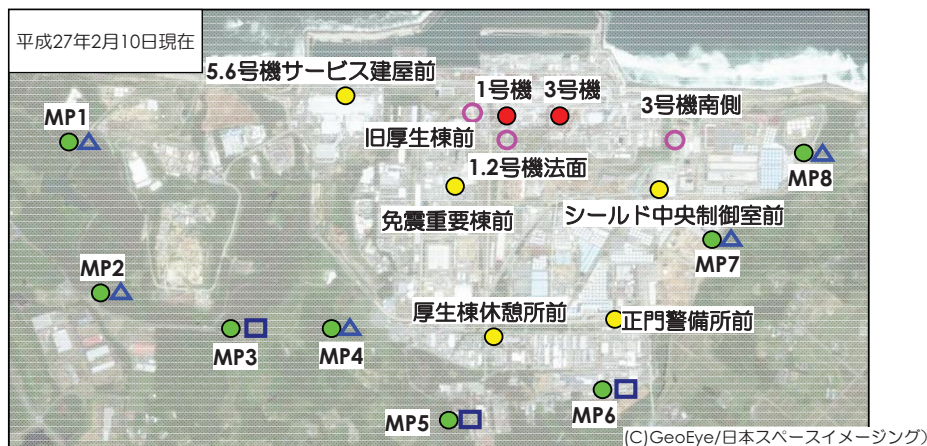 平成27年2月10日現在
5.6号機サービス建屋前
1号機
3号機
3号機南側
MP1
旧厚生棟前
1.2号機法面
MP8
免震重要棟前
シールド中央制御室前
MP7
MP2
厚生棟休憩所前
正門警備所前
MP3
MP4
MP5
MP6
(C)GeoEye/日本スペースイメージング)